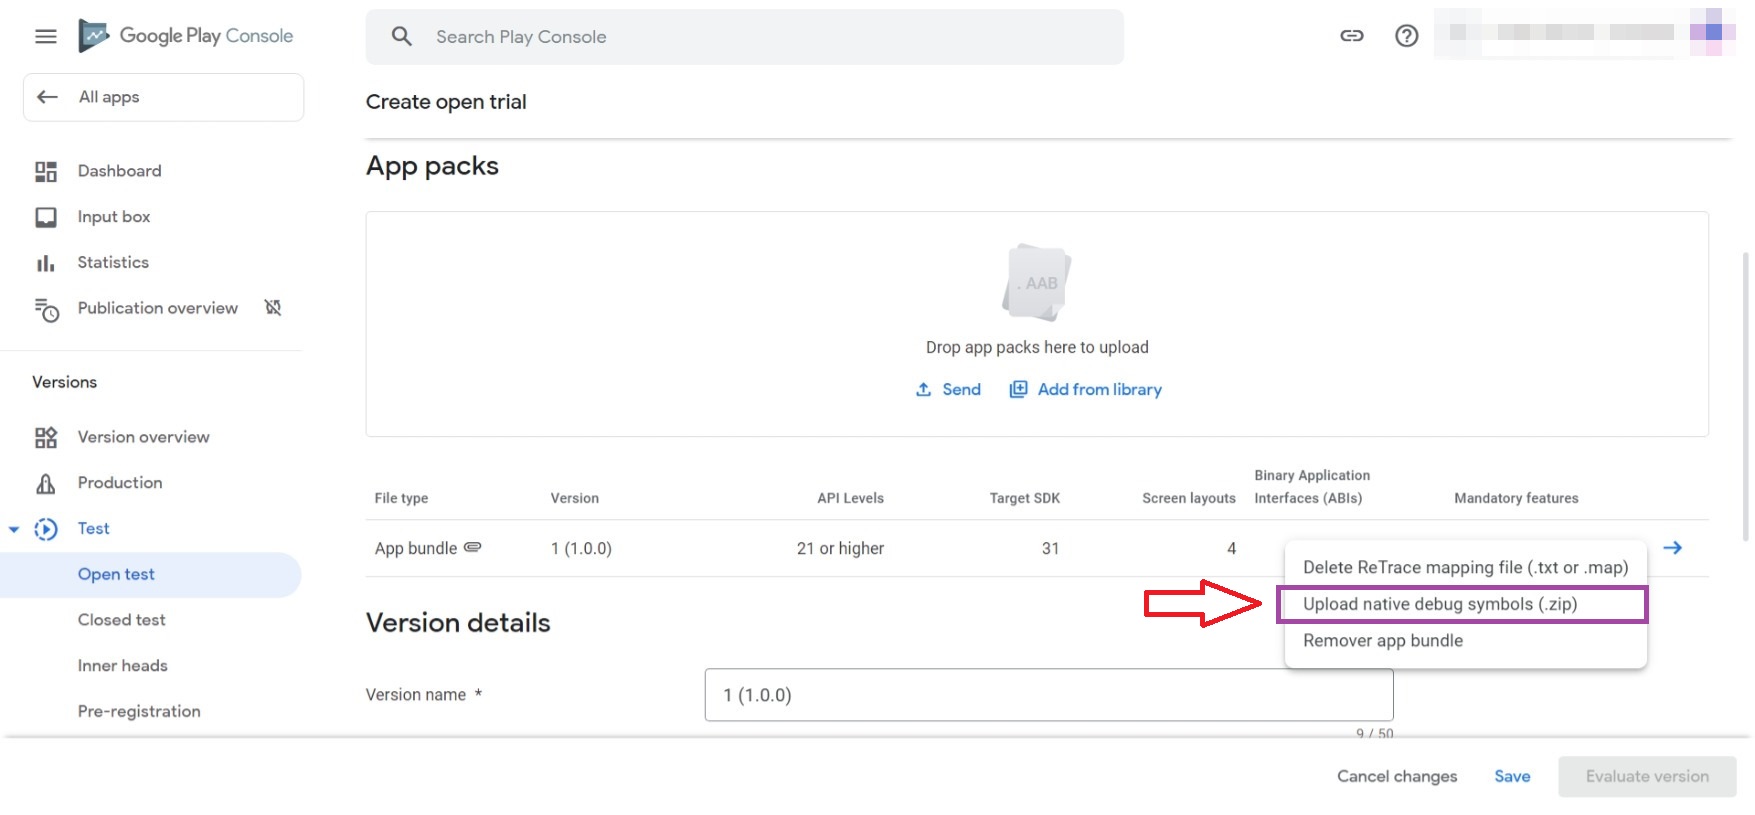 Google Play Console
Search Play Console
All apps
Create open trial
Dashboard
Input box
Statistics
Publication overview
Versions
Version overview
Production
Test
Open test
Closed test
Inner heads
Pre-registration
App packs
. AAB
Drop app packs here to upload
Send
Add from library
File type
Version
API Levels
Target SDK
Screen layouts
Binary Application
Interfaces (ABIs)
Mandatory features
App bundle
1 (1.0.0)
21 or higher
31
4
Delete ReTrace mapping file (.txt or .map)
Upload native debug symbols (.zip)
Remover app bundle
Version details
Version name *
1 (1.0.0)
9 / 50
Cancel changes
Save
Evaluate version